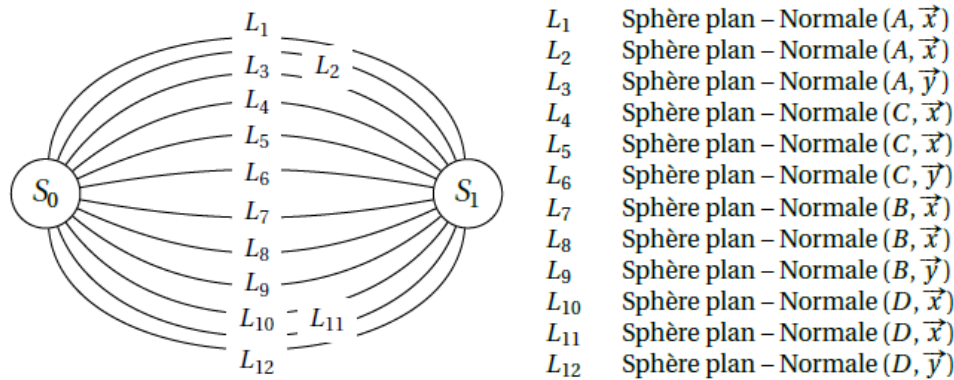 L₁
L₂
L₃
L₄
L₅
L₆
L₇
L₈
L₉
L₁₀ L₁₁
L₁₂
S₀
S₁
L₁ Sphère plan – Normale (A, x⃗)
L₂ Sphère plan – Normale (A, x⃗)
L₃ Sphère plan – Normale (A, y⃗)
L₄ Sphère plan – Normale (C, x⃗)
L₅ Sphère plan – Normale (C, x⃗)
L₆ Sphère plan – Normale (C, y⃗)
L₇ Sphère plan – Normale (B, x⃗)
L₈ Sphère plan – Normale (B, x⃗)
L₉ Sphère plan – Normale (B, y⃗)
L₁₀ Sphère plan – Normale (D, x⃗)
L₁₁ Sphère plan – Normale (D, x⃗)
L₁₂ Sphère plan – Normale (D, y⃗)